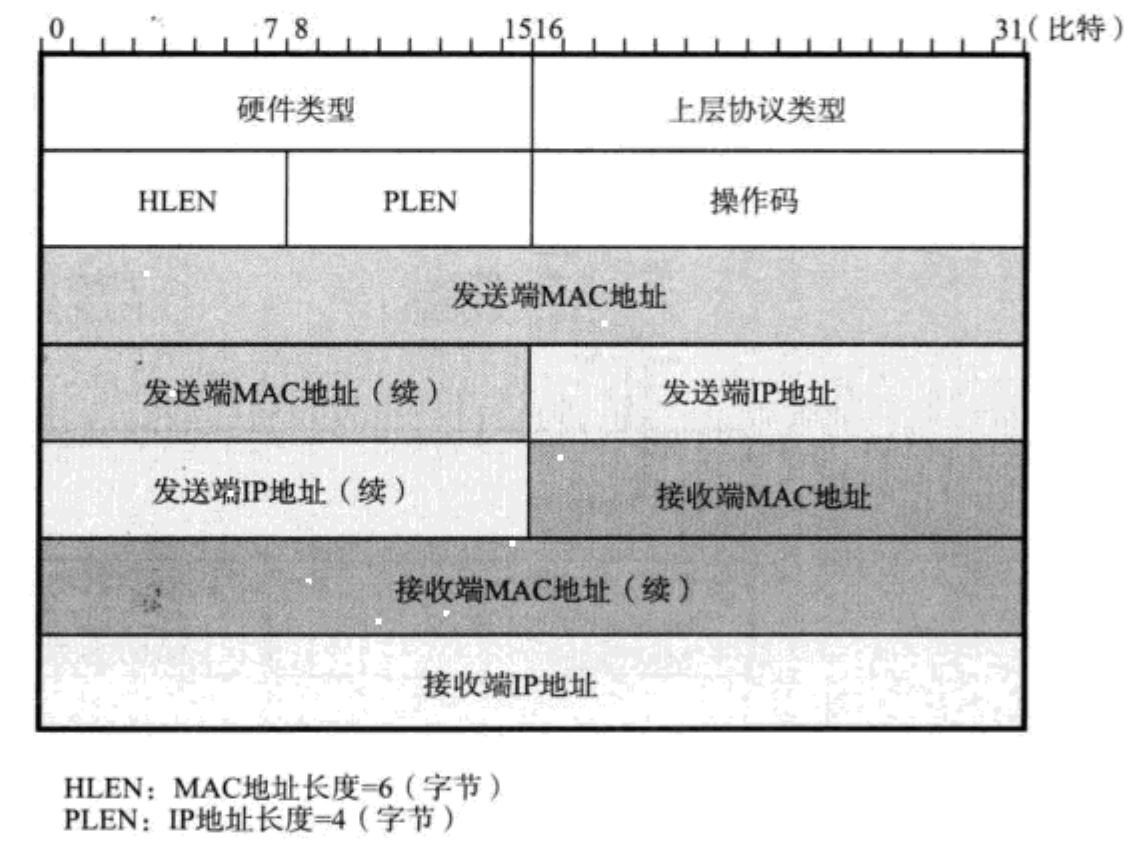 0 7 8 1516 31(比特)
硬件类型 上层协议类型
HLEN PLEN 操作码
发送端MAC地址
发送端MAC地址(续) 发送端IP地址
发送端IP地址(续) 接收端MAC地址
接收端MAC地址(续)
接收端IP地址
HLEN:MAC地址长度=6(字节)
PLEN:IP地址长度=4(字节)